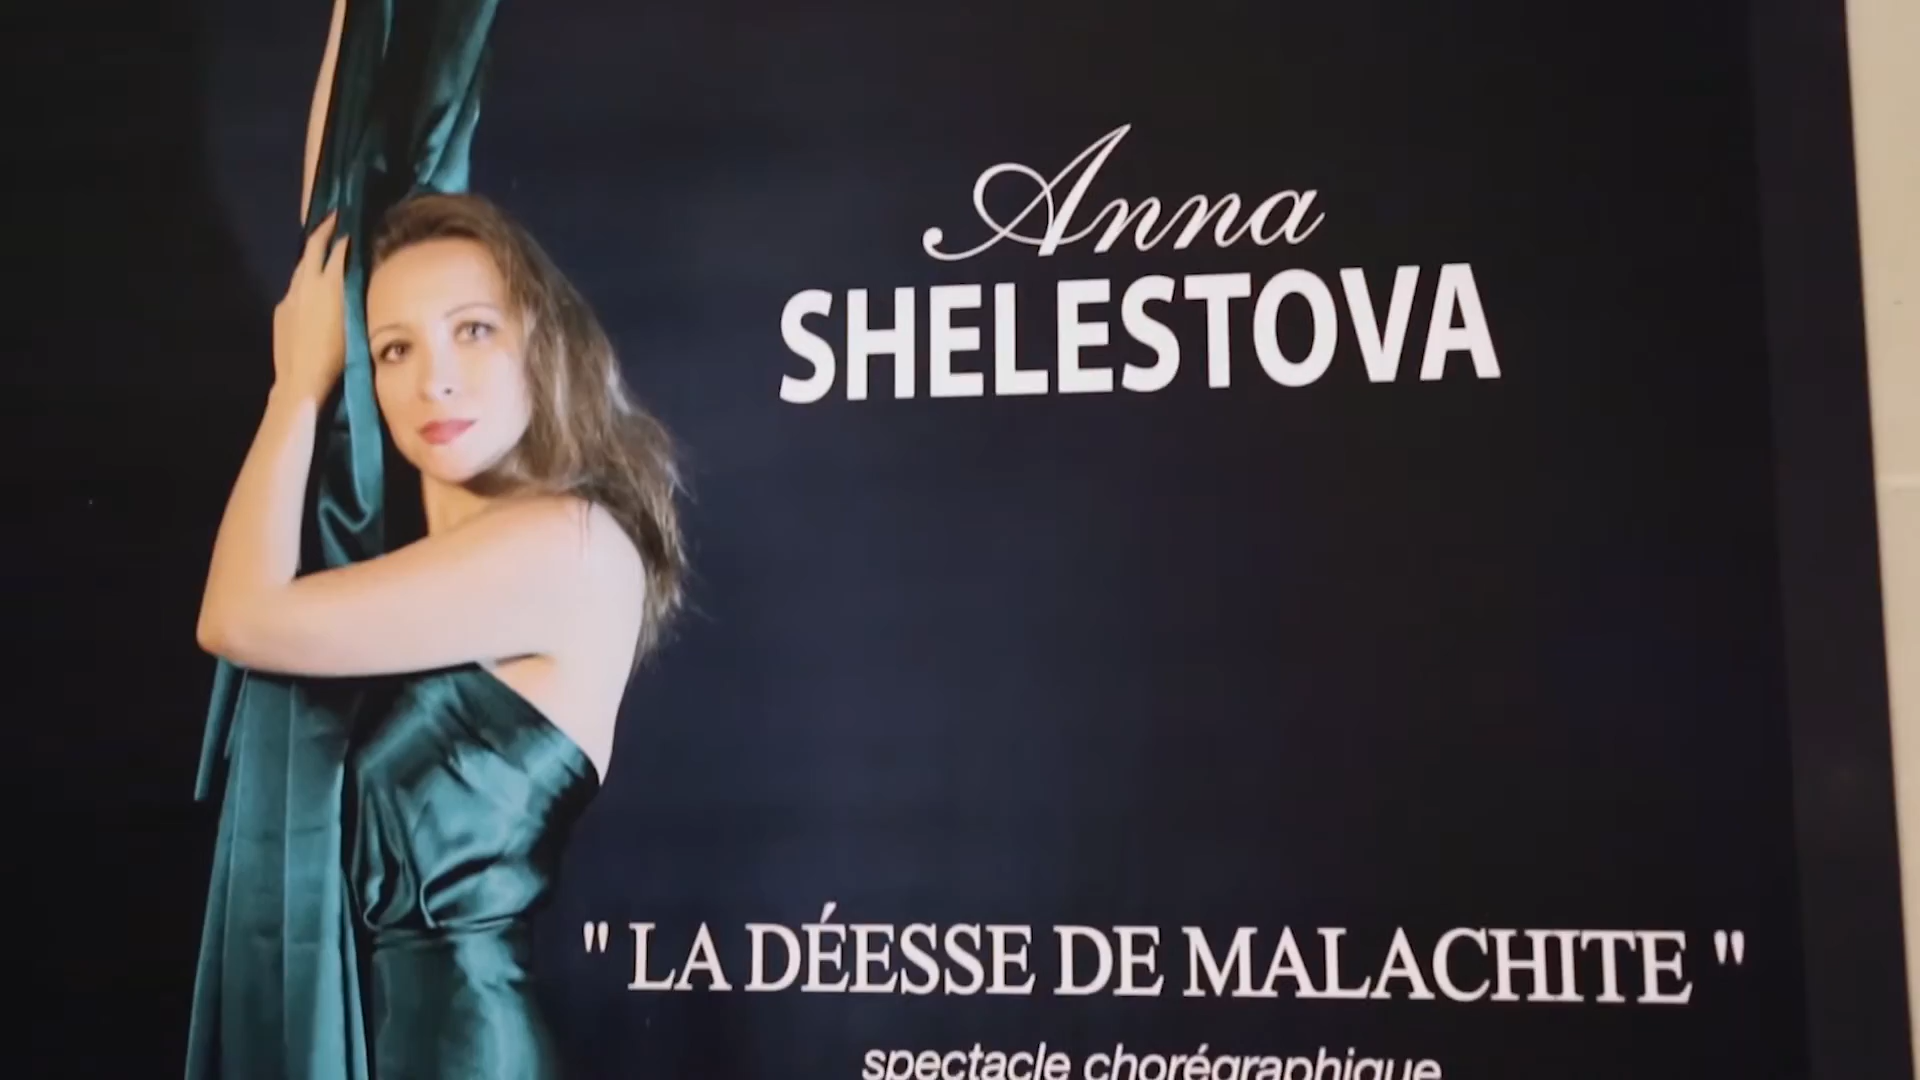 Anna
SHELESTOVA
" LA DÉESSE DE MALACHITE "
spectacle chorégraphique